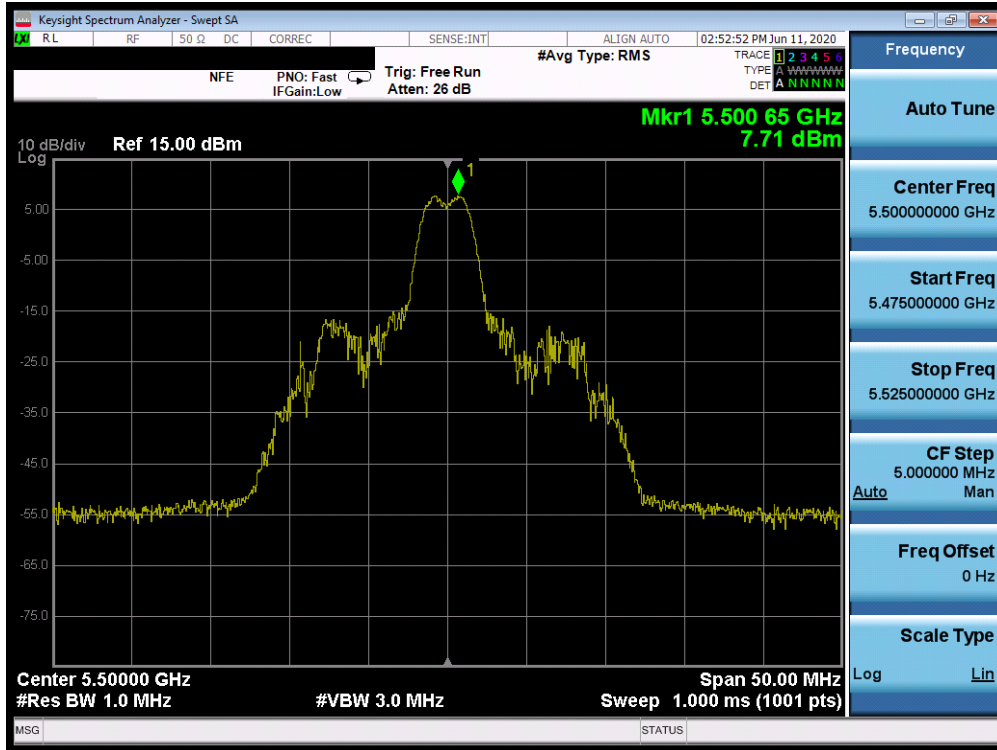 Keysight Spectrum Analyzer - Swept SA
LXI RL RF 50 Ω DC CORREC SENSE:INT ALIGN AUTO 02:52:52 PM Jun 11, 2020
#Avg Type: RMS
TRACE 1 2 3 4 5 6
NFE PNO: Fast Trig: Free Run
TYPE A WWWWW
IFGain:Low Atten: 26 dB
DET A N N N N N
Mkr1 5.500 65 GHz
7.71 dBm
10 dB/div Ref 15.00 dBm
Log
1
5.00
-5.00
-15.0
-25.0
-35.0
-45.0
-55.0
-65.0
-75.0
Center 5.50000 GHz Span 50.00 MHz
#Res BW 1.0 MHz #VBW 3.0 MHz Sweep 1.000 ms (1001 pts)
MSG STATUS
Frequency
Auto Tune
Center Freq
5.500000000 GHz
Start Freq
5.475000000 GHz
Stop Freq
5.525000000 GHz
CF Step
5.000000 MHz
Auto Man
Freq Offset
0 Hz
Scale Type
Log Lin